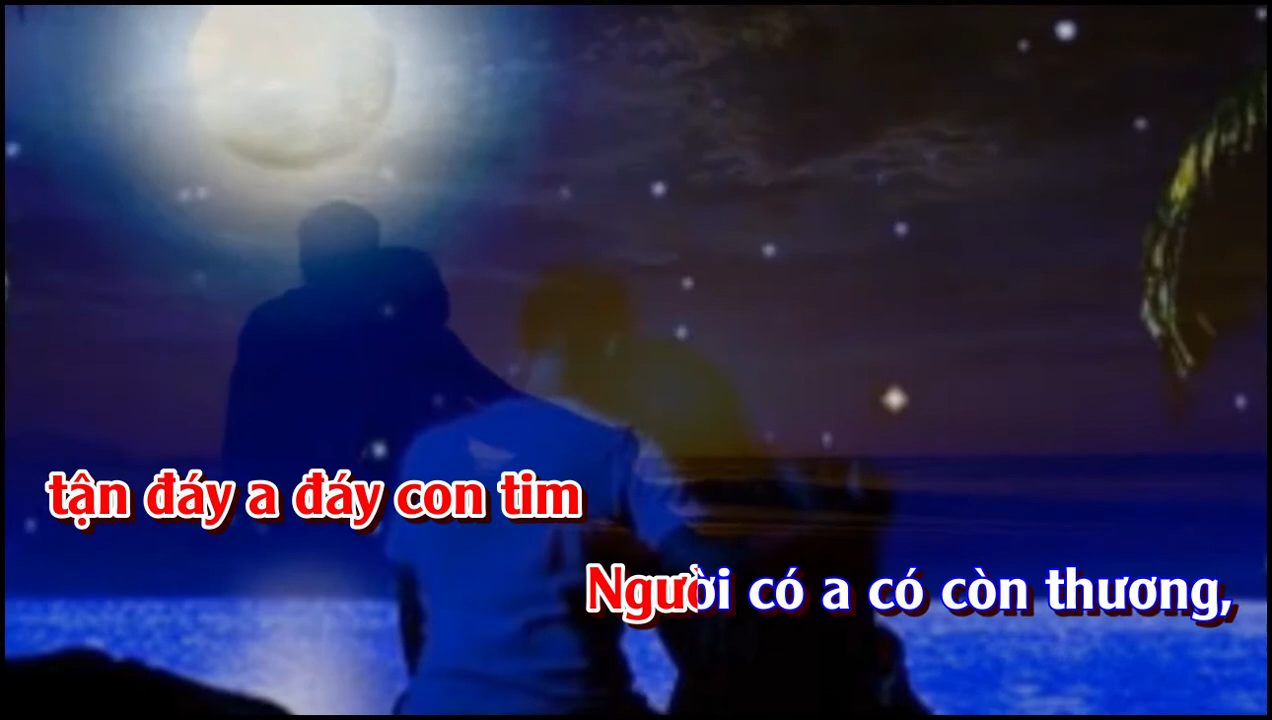 tận đáy a đáy con tim
Người có a có còn thương,